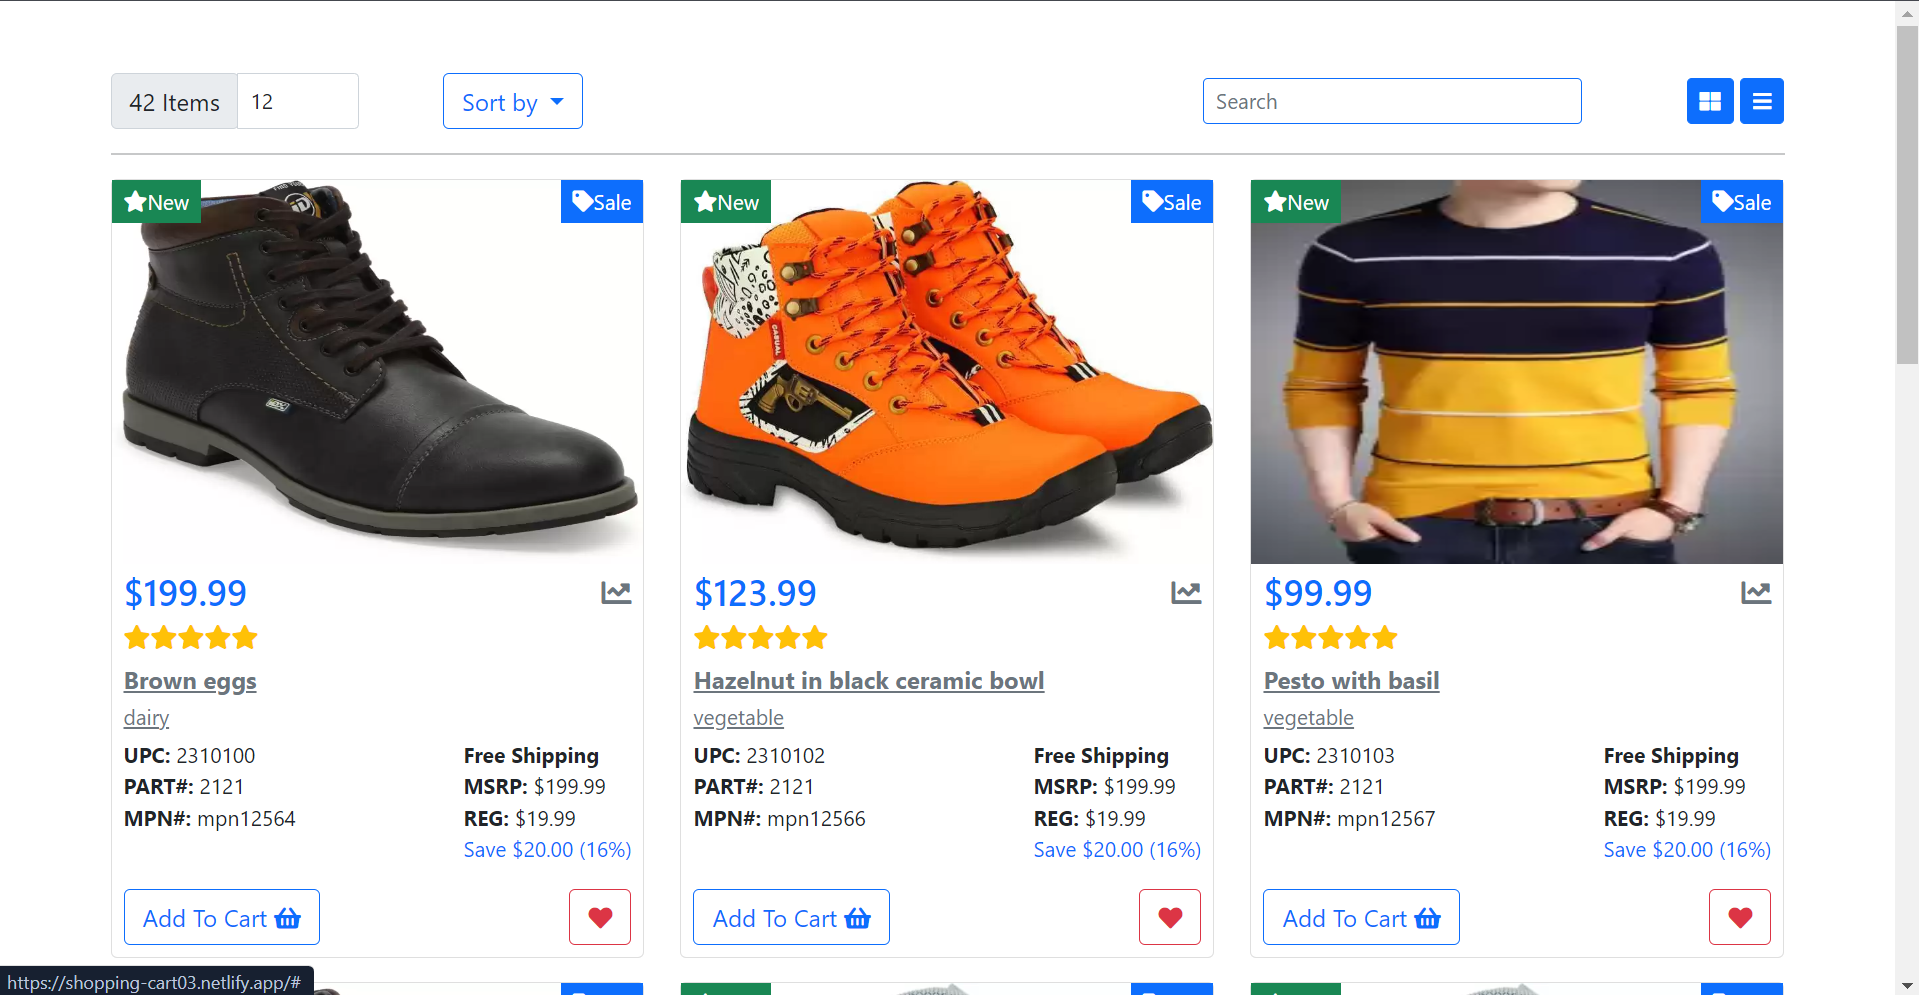 42 Items
12
Sort by
Search
New
Sale
New
Sale
New
Sale
CASUAL
$199.99
Brown eggs
dairy
UPC: 2310100
PART#: 2121
MPN#: mpn12564
Free Shipping
MSRP: $199.99
REG: $19.99
Save $20.00 (16%)
Add To Cart
$123.99
Hazelnut in black ceramic bowl
vegetable
UPC: 2310102
PART#: 2121
MPN#: mpn12566
Free Shipping
MSRP: $199.99
REG: $19.99
Save $20.00 (16%)
Add To Cart
$99.99
Pesto with basil
vegetable
UPC: 2310103
PART#: 2121
MPN#: mpn12567
Free Shipping
MSRP: $199.99
REG: $19.99
Save $20.00 (16%)
Add To Cart
https://shopping-cart03.netlify.app/#